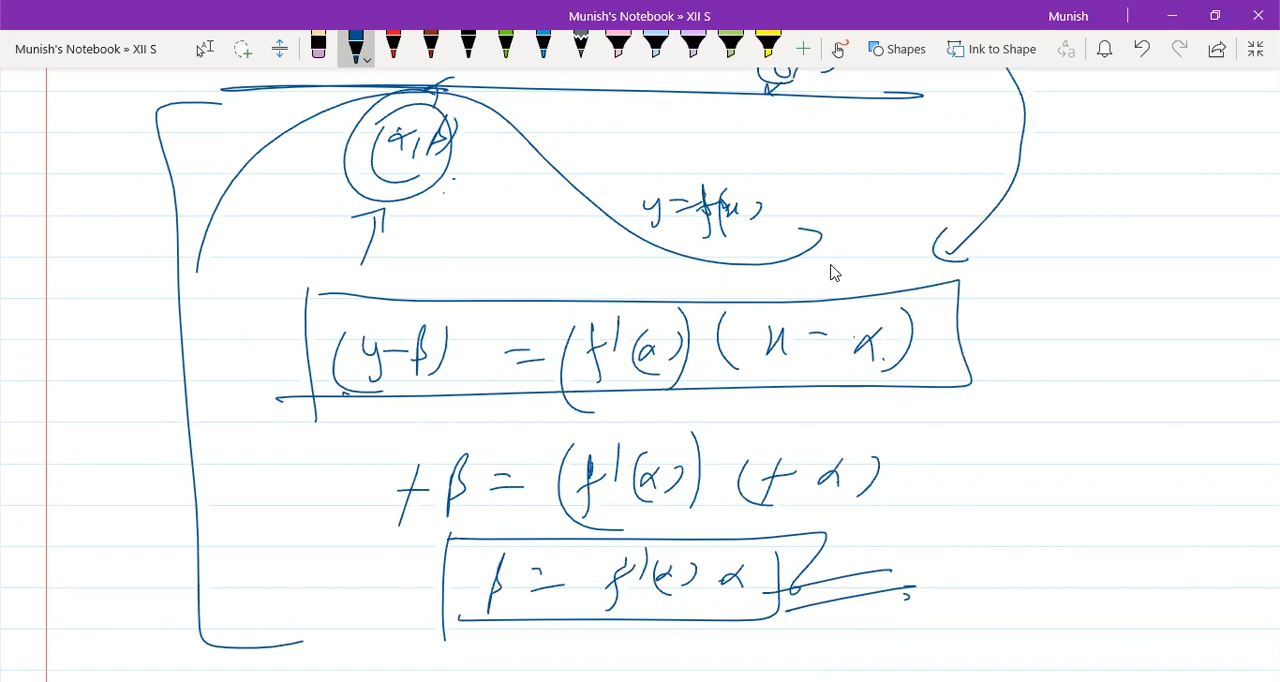 Munish's Notebook » XII S
Munish
Munish's Notebook » XII S
Shapes
Ink to Shape
(α, β)
y = f(x)
(y-β) = (f'(α)) (x - α)
+ β = (f'(α)) (+ α)
β = f'(α) α